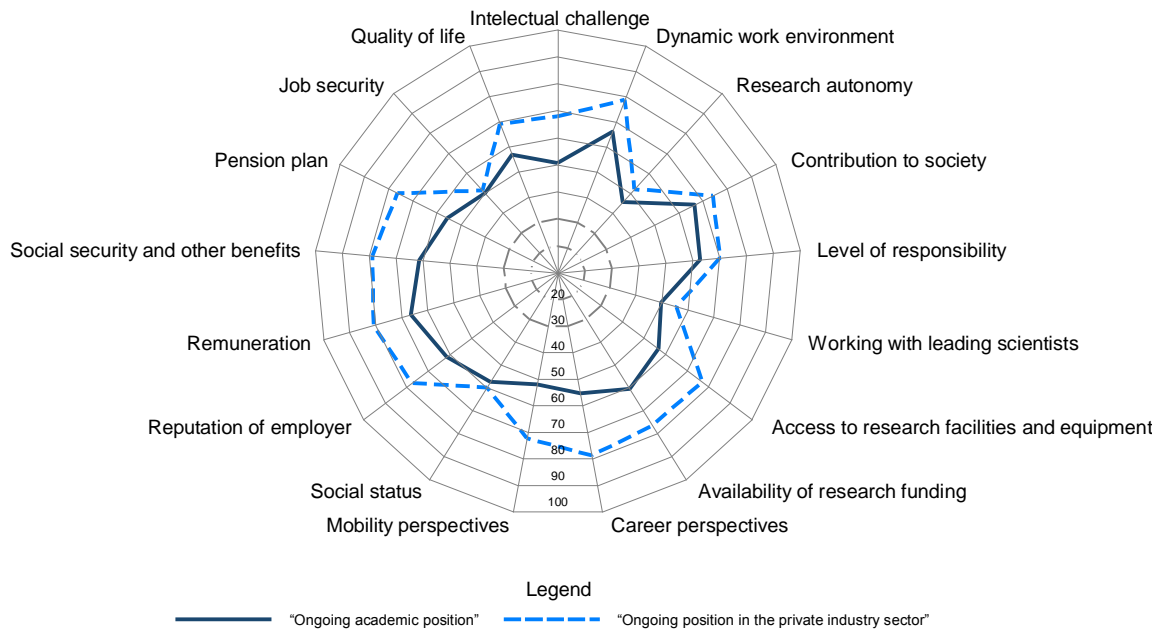 Intelectual challenge
Quality of life
Dynamic work environment
Job security
Research autonomy
Pension plan
Contribution to society
Social security and other benefits
Level of responsibility
20
30
40
50
60
70
80
90
100
Remuneration
Working with leading scientists
Reputation of employer
Access to research facilities and equipment
Social status
Availability of research funding
Mobility perspectives
Career perspectives
Legend
“Ongoing academic position”
“Ongoing position in the private industry sector”